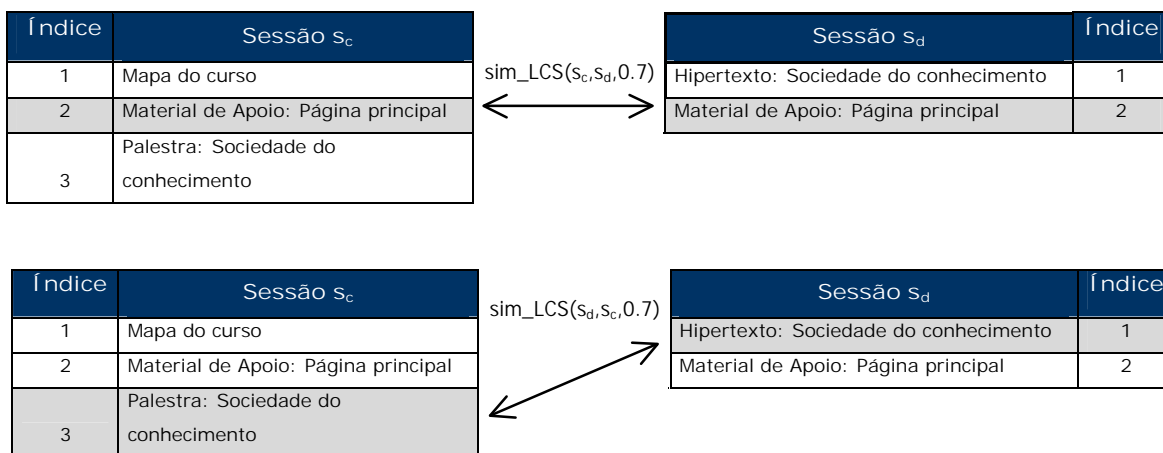 Índice Sessão sc
1 Mapa do curso
2 Material de Apoio: Página principal
3 Palestra: Sociedade do
conhecimento
sim_LCS(sc,sd,0.7)
Sessão sd Índice
Hipertexto: Sociedade do conhecimento 1
Material de Apoio: Página principal 2
Índice Sessão sc
1 Mapa do curso
2 Material de Apoio: Página principal
3 Palestra: Sociedade do
conhecimento
sim_LCS(sd,sc,0.7)
Sessão sd Índice
Hipertexto: Sociedade do conhecimento 1
Material de Apoio: Página principal 2